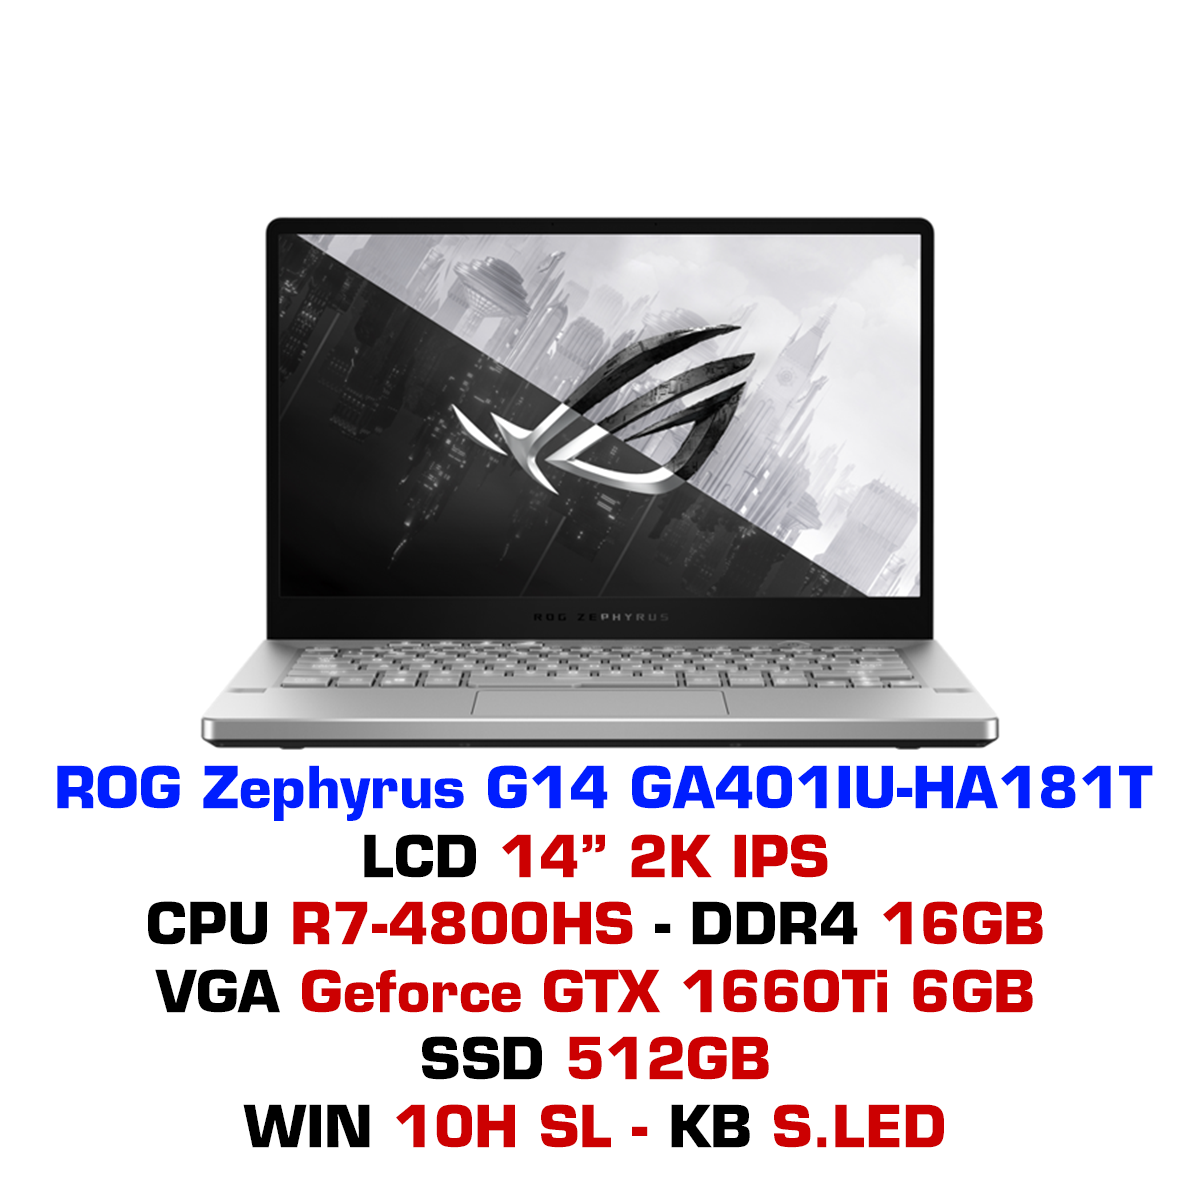 ROG ZEPHYRUS
ROG Zephyrus G14 GA401IU-HA181T
LCD 14” 2K IPS
CPU R7-4800HS - DDR4 16GB
VGA Geforce GTX 1660Ti 6GB
SSD 512GB
WIN 10H SL - KB S.LED